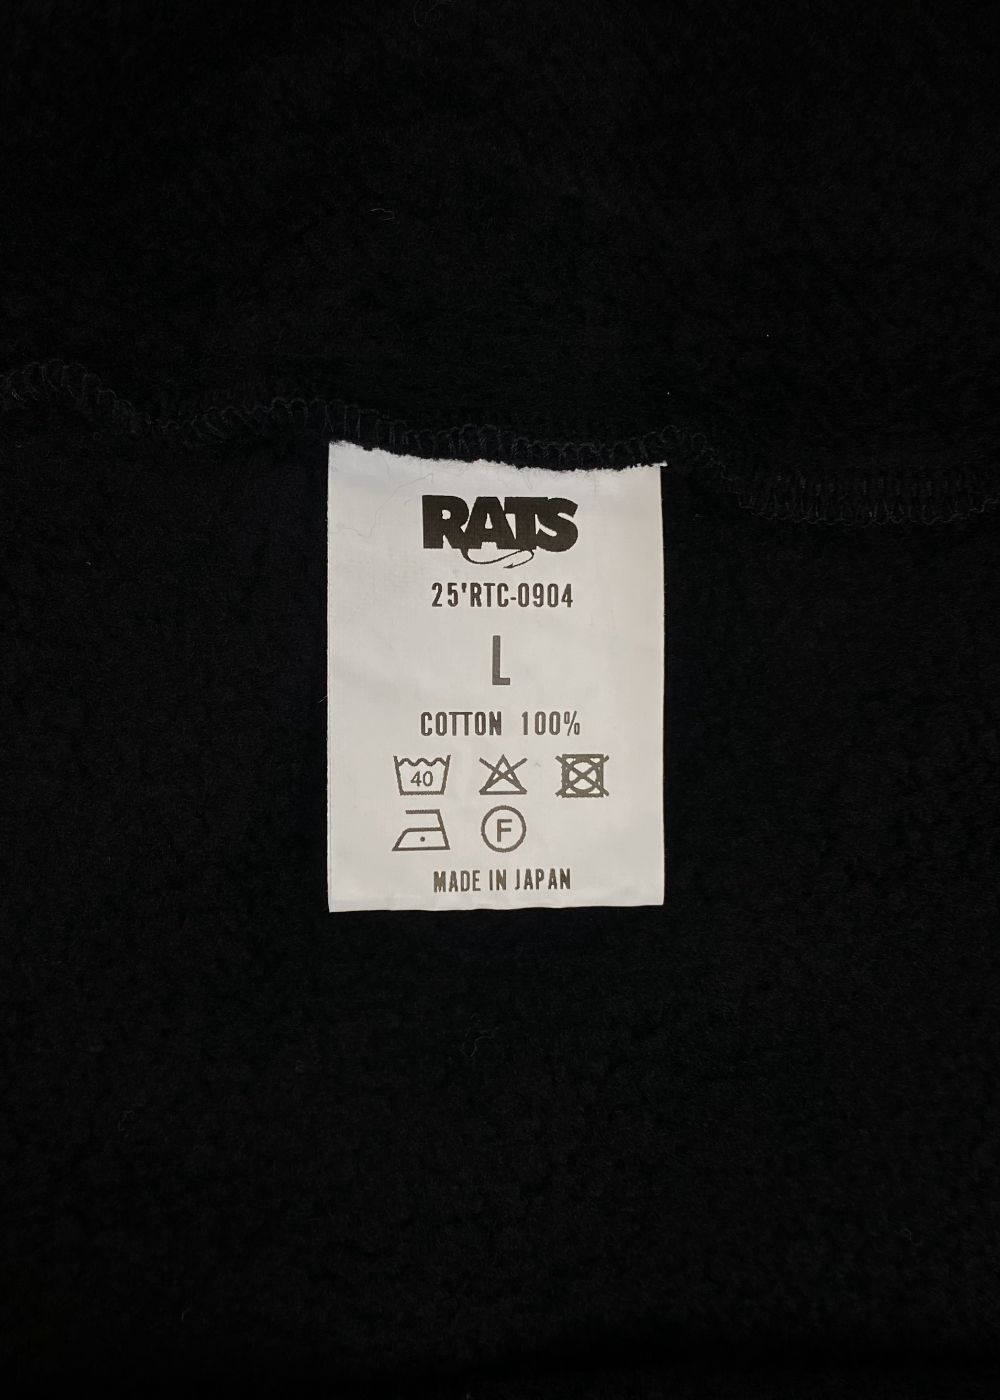 RATS
25'RTC-0904
L
COTTON 100%
40
F
MADE IN JAPAN